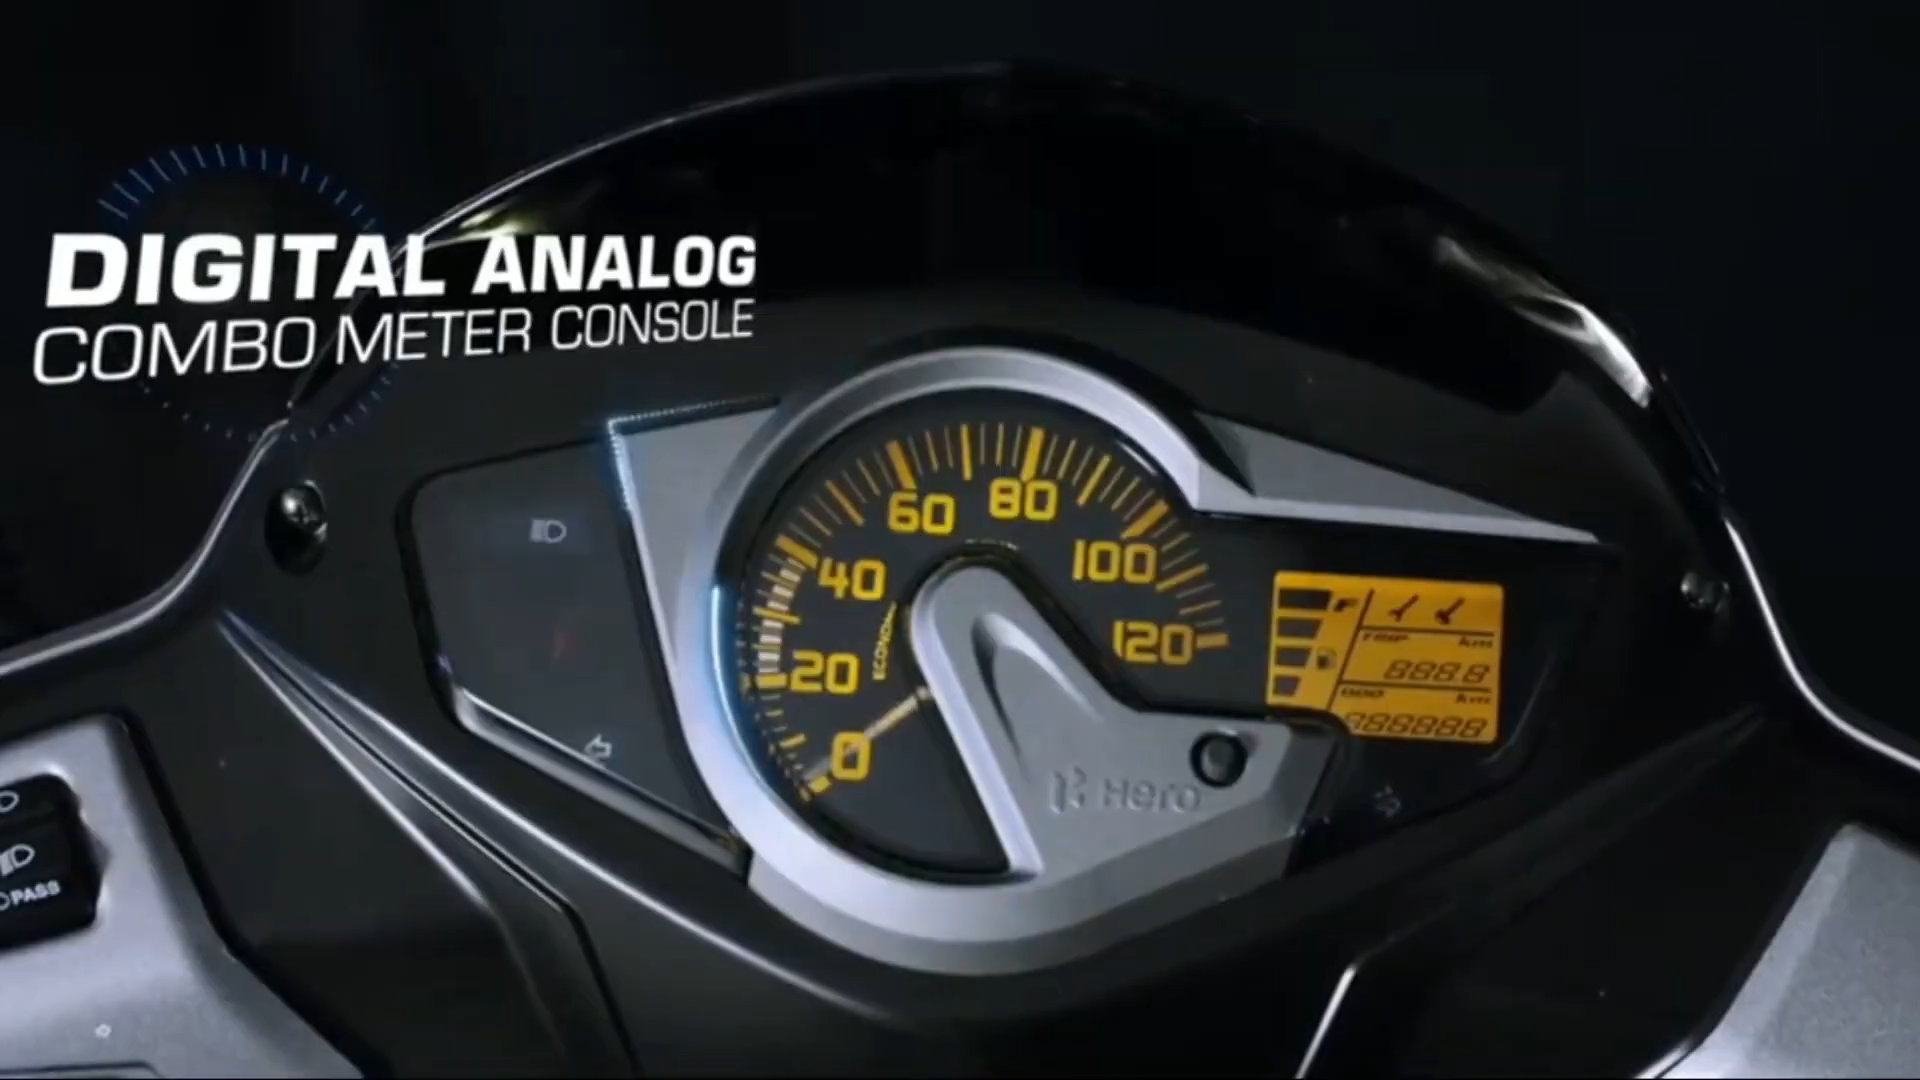 DIGITAL ANALOG
COMBO METER CONSOLE
60
80
40
100
ECONOMY
20
120
0
F
TRIP Km
888.8
ODO Km
888888
Hero
PASS